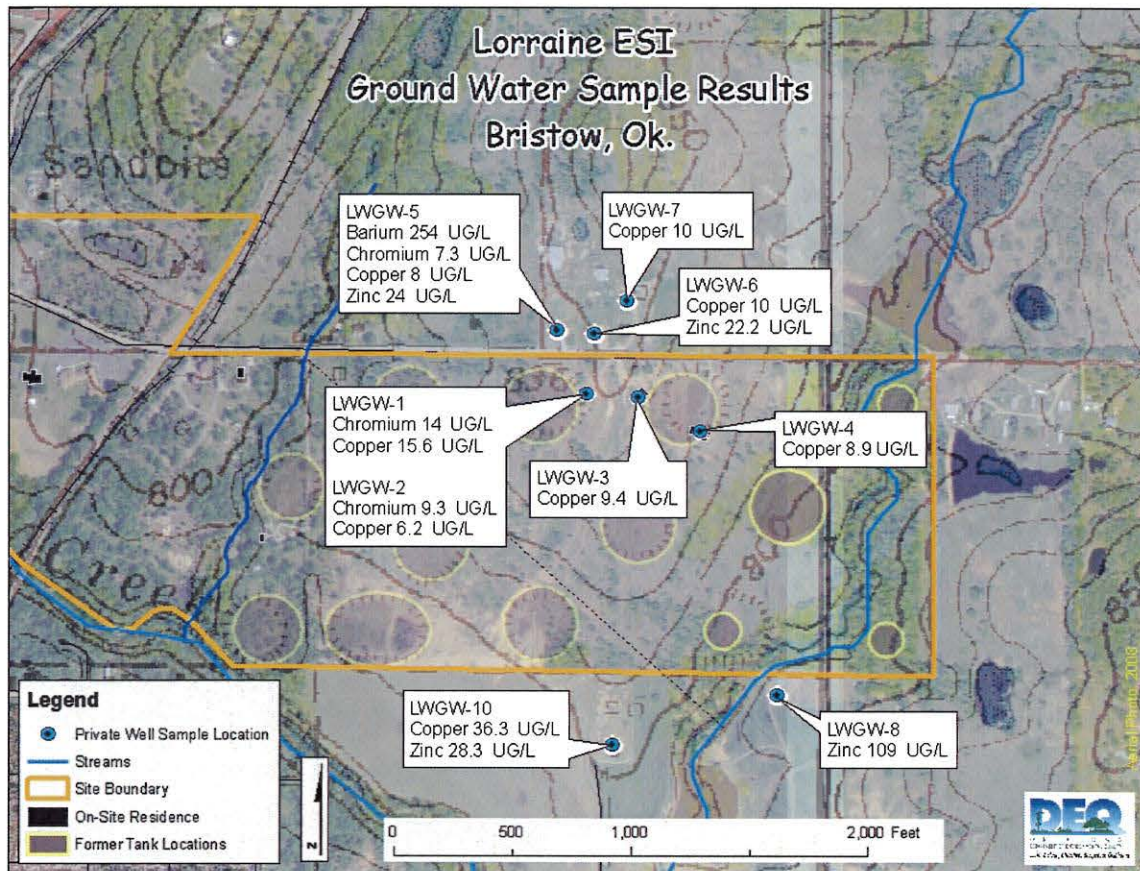 Lorraine ESI
Ground Water Sample Results
Bristow, Ok.
Sandpits
LWGW-5
Barium 254 UG/L
Chromium 7.3 UG/L
Copper 8 UG/L
Zinc 24 UG/L
LWGW-7
Copper 10 UG/L
LWGW-6
Copper 10 UG/L
Zinc 22.2 UG/L
LWGW-1
Chromium 14 UG/L
Copper 15.6 UG/L
LWGW-2
Chromium 9.3 UG/L
Copper 6.2 UG/L
LWGW-3
Copper 9.4 UG/L
LWGW-4
Copper 8.9 UG/L
800
800
Creek
LWGW-10
Copper 36.3 UG/L
Zinc 28.3 UG/L
LWGW-8
Zinc 109 UG/L
Legend
Private Well Sample Location
Streams
Site Boundary
On-Site Residence
Former Tank Locations
N
0 500 1,000 2,000 Feet
Aerial Photo 2008
DEQ